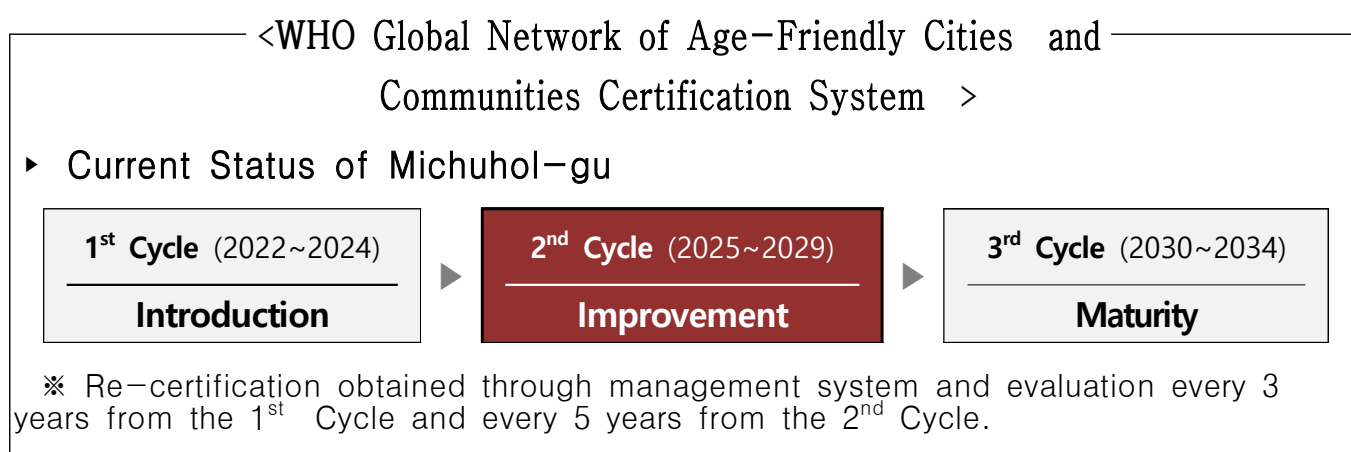 <WHO Global Network of Age-Friendly Cities and
Communities Certification System >
▸ Current Status of Michuhol-gu
1st Cycle (2022~2024)
Introduction
▶
2nd Cycle (2025~2029)
Improvement
▶
3rd Cycle (2030~2034)
Maturity
※ Re-certification obtained through management system and evaluation every 3
years from the 1st Cycle and every 5 years from the 2nd Cycle.